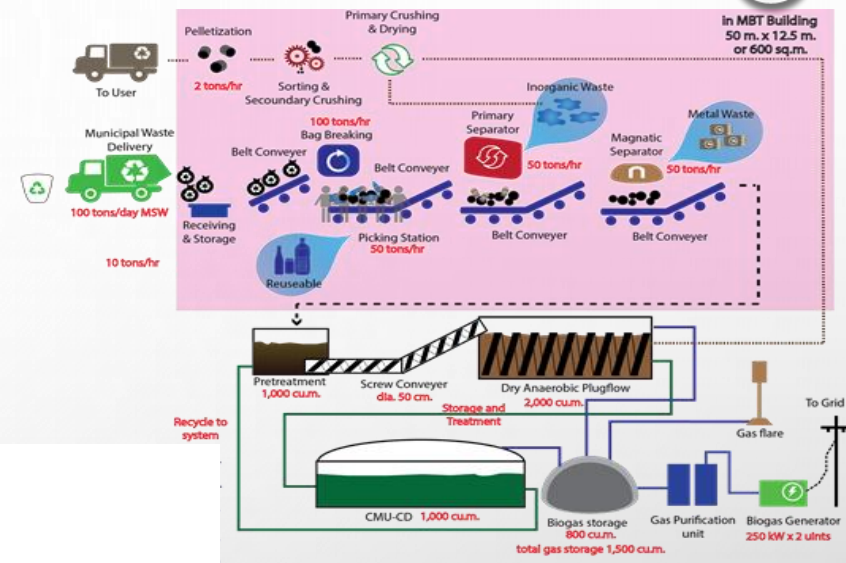 in MBT Building
50 m. x 12.5 m.
or 600 sq.m.
Primary Crushing
& Drying
Pelletization
To User
2 tons/hr
Sorting &
Secoundary Crushing
Inorganic Waste
100 tons/hr
Bag Breaking
Primary
Separator
50 tons/hr
Metal Waste
Magnatic
Separator
50 tons/hr
Municipal Waste
Delivery
Belt Conveyer
Belt Conveyer
100 tons/day MSW
Receiving
& Storage
Picking Station
50 tons/hr
Belt Conveyer
Belt Conveyer
10 tons/hr
Reuseable
Pretreatment
1,000 cu.m.
Screw Conveyer
dia. 50 cm.
Dry Anaerobic Plugflow
2,000 cu.m.
Recycle to
system
Storage and
Treatment
Gas flare
To Grid
CMU-CD 1,000 cu.m.
Biogas storage
800 cu.m.
total gas storage 1,500 cu.m.
Gas Purification
unit
Biogas Generator
250 kW x 2 uints